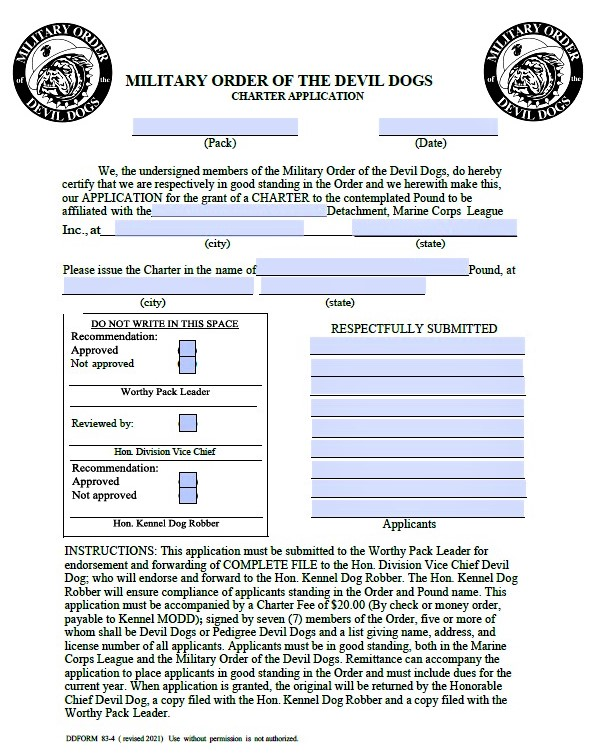 MILITARY ORDER
of the
DEVIL DOGS
MILITARY ORDER
of the
DEVIL DOGS
MILITARY ORDER OF THE DEVIL DOGS
CHARTER APPLICATION
(Pack) (Date)
We, the undersigned members of the Military Order of the Devil Dogs, do hereby
certify that we are respectively in good standing in the Order and we herewith make this,
our APPLICATION for the grant of a CHARTER to the contemplated Pound to be
affiliated with the Detachment, Marine Corps League
Inc., at
(city) (state)
Please issue the Charter in the name of Pound, at
(city) (state)
DO NOT WRITE IN THIS SPACE
Recommendation:
Approved
Not approved
Worthy Pack Leader
Reviewed by:
Hon. Division Vice Chief
Recommendation:
Approved
Not approved
Hon. Kennel Dog Robber
RESPECTFULLY SUBMITTED
Applicants
INSTRUCTIONS: This application must be submitted to the Worthy Pack Leader for
endorsement and forwarding of COMPLETE FILE to the Hon. Division Vice Chief Devil
Dog; who will endorse and forward to the Hon. Kennel Dog Robber. The Hon. Kennel Dog
Robber will ensure compliance of applicants standing in the Order and Pound name. This
application must be accompanied by a Charter Fee of $20.00 (By check or money order,
payable to Kennel MODD); signed by seven (7) members of the Order, five or more of
whom shall be Devil Dogs or Pedigree Devil Dogs and a list giving name, address, and
license number of all applicants. Applicants must be in good standing, both in the Marine
Corps League and the Military Order of the Devil Dogs. Remittance can accompany the
application to place applicants in good standing in the Order and must include dues for the
current year. When application is granted, the original will be returned by the Honorable
Chief Devil Dog, a copy filed with the Hon. Kennel Dog Robber and a copy filed with the
Worthy Pack Leader.
DDFORM 83-4 ( revised 2021) Use without permission is not authorized.